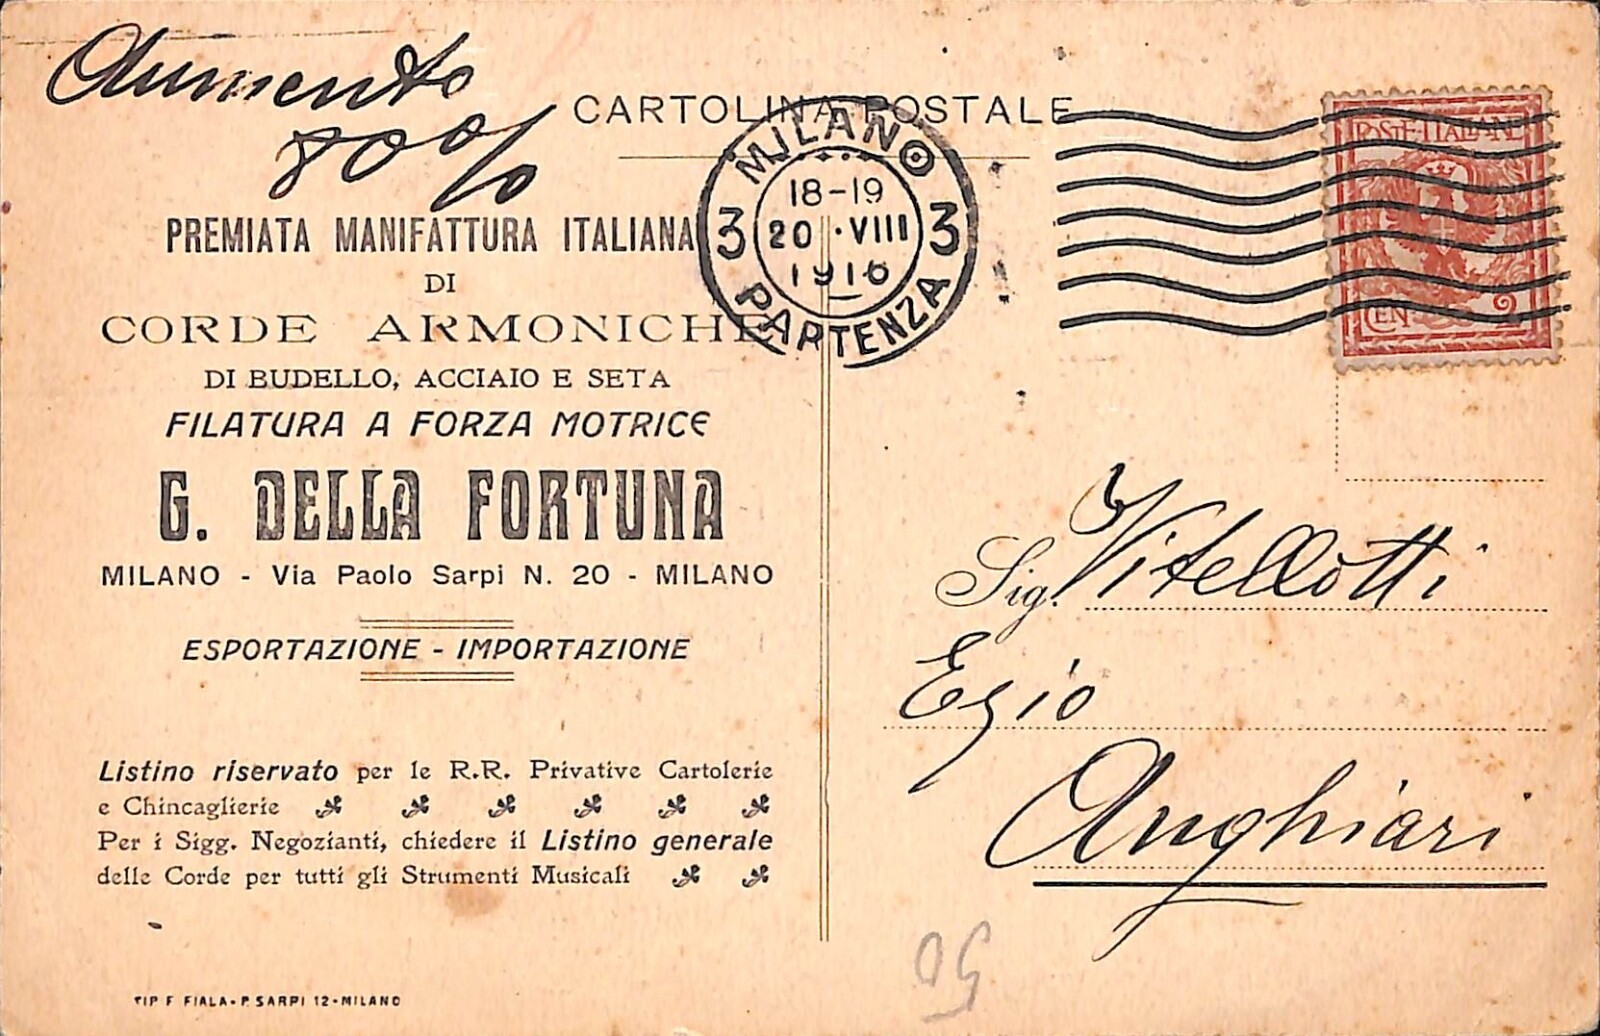 Aumento
80 %
CARTOLINA POSTALE
MILANO
18-19
3 20 · VIII 3
1916
PARTENZA
POSTE·ITALIANE
CEN 2
PREMIATA MANIFATTURA ITALIANA
DI
CORDE ARMONICHE
DI BUDELLO, ACCIAIO E SETA
FILATURA A FORZA MOTRICE
G. DELLA FORTUNA
MILANO - Via Paolo Sarpi N. 20 - MILANO
ESPORTAZIONE - IMPORTAZIONE
Listino riservato per le R.R. Privative Cartolerie
e Chincaglierie
Per i Sigg. Negozianti, chiedere il Listino generale
delle Corde per tutti gli Strumenti Musicali
TIP F FIALA - P. SARPI 12 - MILANO
Sig. Vitellotti
Ezio
Anghiari